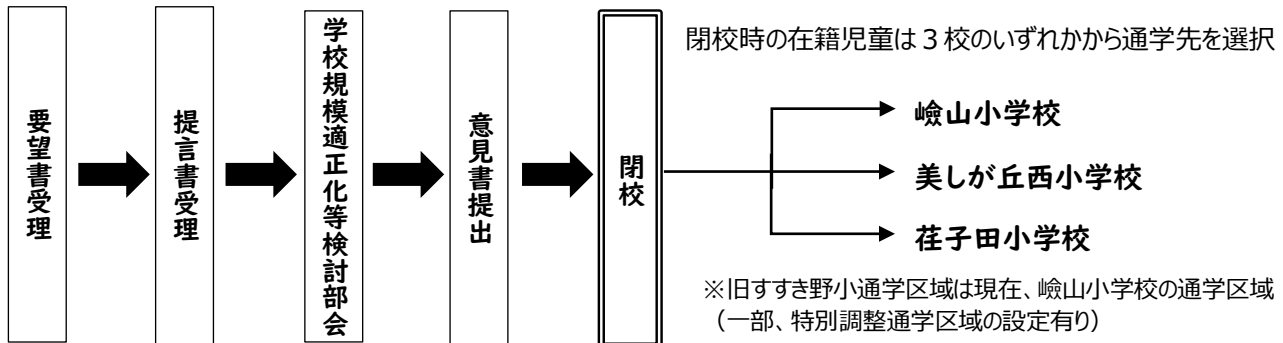 要望書受理
提言書受理
学校規模適正化等検討部会
意見書提出
閉校
閉校時の在籍児童は3校のいずれかから通学先を選択
嶮山小学校
美しが丘西小学校
荏子田小学校
※旧すすき野小通学区域は現在、嶮山小学校の通学区域
（一部、特別調整通学区域の設定有り）